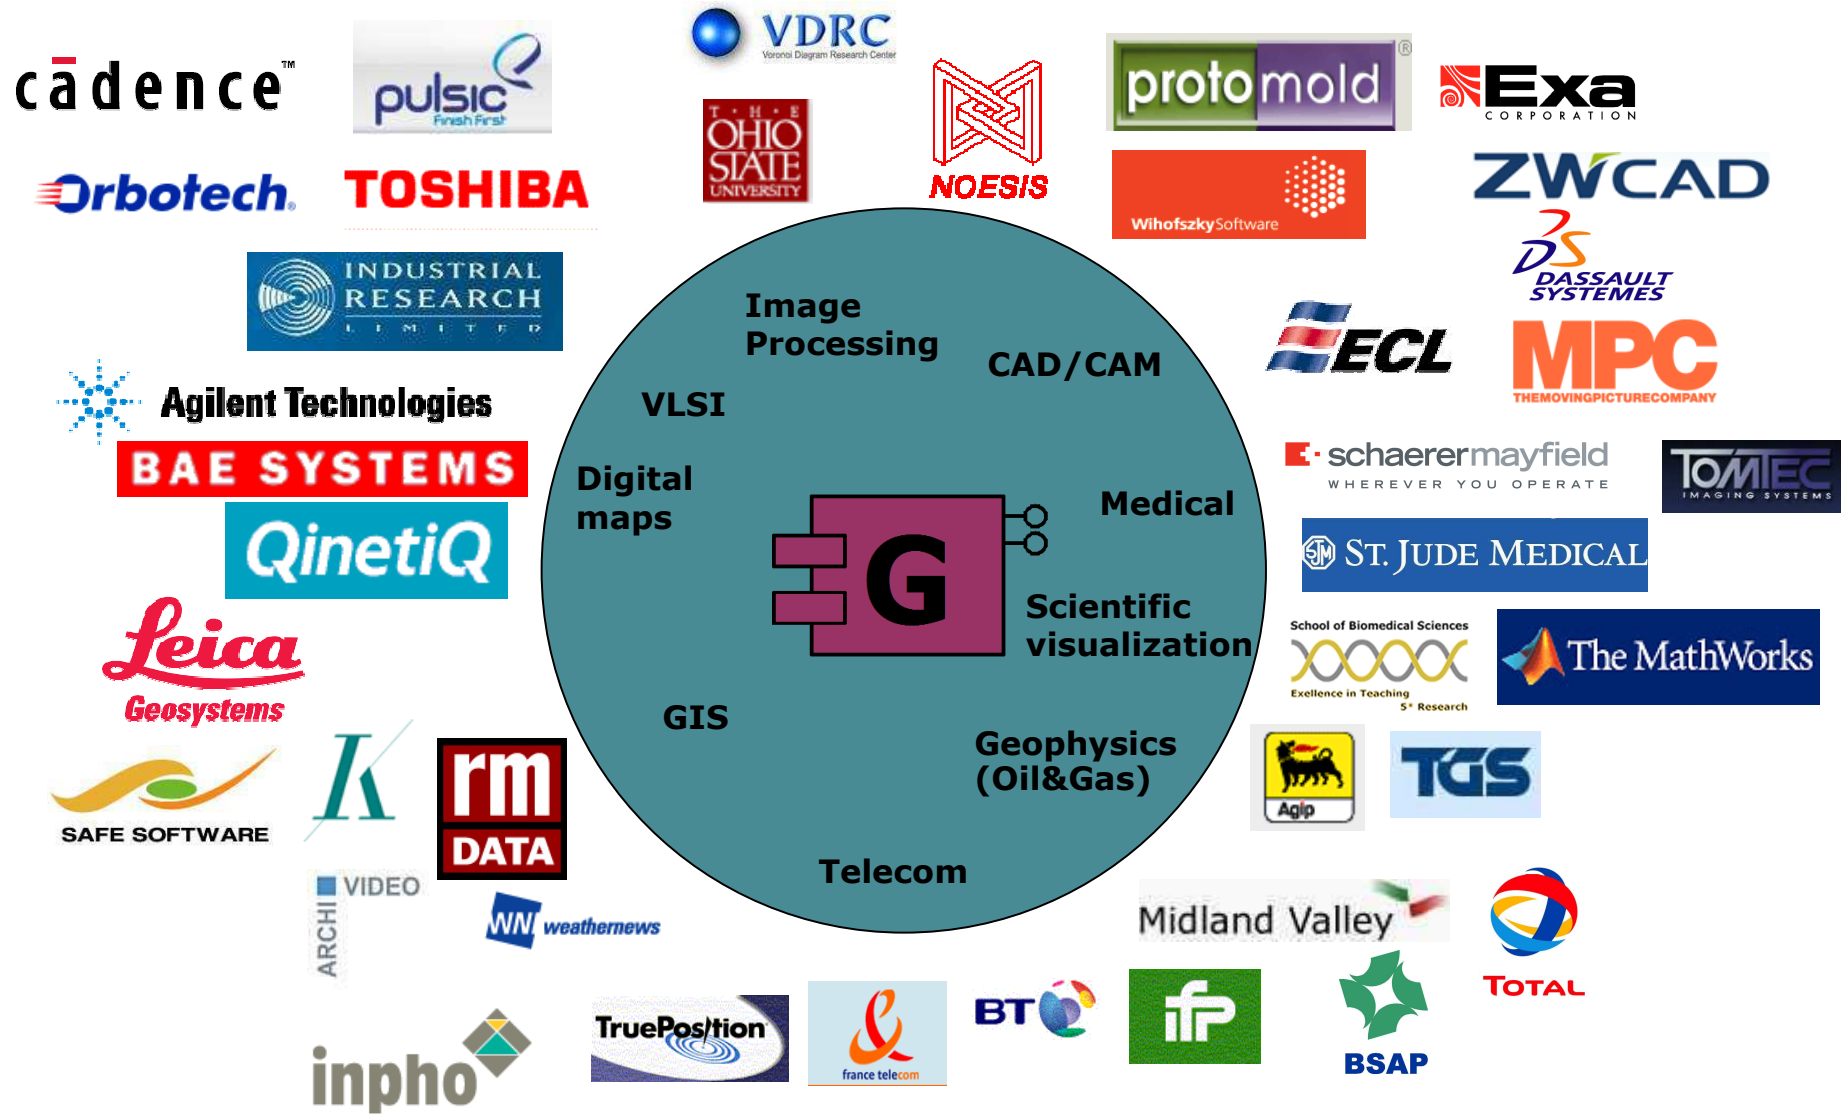 cādence™
pulsic
Finish First
VDRC
Voronoi Diagram Research Center
T·H·E
OHIO
STATE
UNIVERSITY
NOESIS
protomold®
Exa
CORPORATION
Orbotech®
TOSHIBA
WihofszkySoftware
ZWCAD
DS
DASSAULT
SYSTEMES
INDUSTRIAL
RESEARCH
LIMITED
ECL
MPC
THEMOVINGPICTURECOMPANY
Agilent Technologies
BAE SYSTEMS
QinetiQ
schaerermayfield
WHEREVER YOU OPERATE
TOMTEC
IMAGING SYSTEMS
SJM
ST. JUDE MEDICAL
Image
Processing
CAD/CAM
VLSI
Digital
maps
Medical
G
Scientific
visualization
GIS
Geophysics
(Oil&Gas)
Telecom
Leica
Geosystems
School of Biomedical Sciences
Exellence in Teaching
5* Research
The MathWorks
SAFE SOFTWARE
K
rm
DATA
Agip
TGS
ARCHI
VIDEO
WNI weathernews
Midland Valley
TOTAL
inpho
TruePosition
france telecom
BT
ifp
BSAP